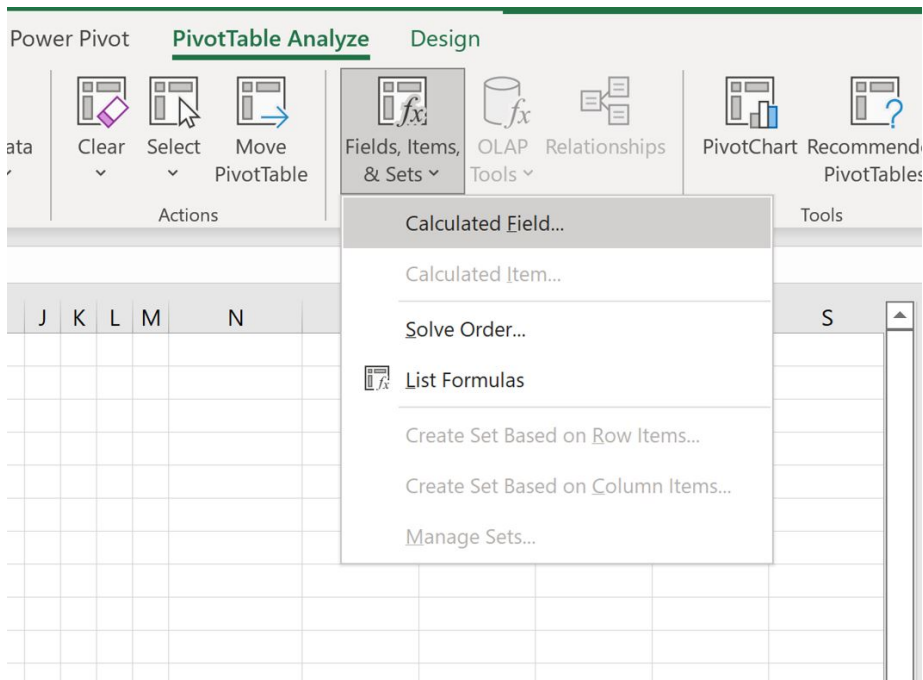 Power Pivot PivotTable Analyze Design
ata Clear Select Move PivotTable Fields, Items, & Sets OLAP Tools Relationships PivotChart Recommende PivotTables
Actions Tools
Calculated Field...
Calculated Item...
Solve Order...
List Formulas
Create Set Based on Row Items...
Create Set Based on Column Items...
Manage Sets...
J K L M N S